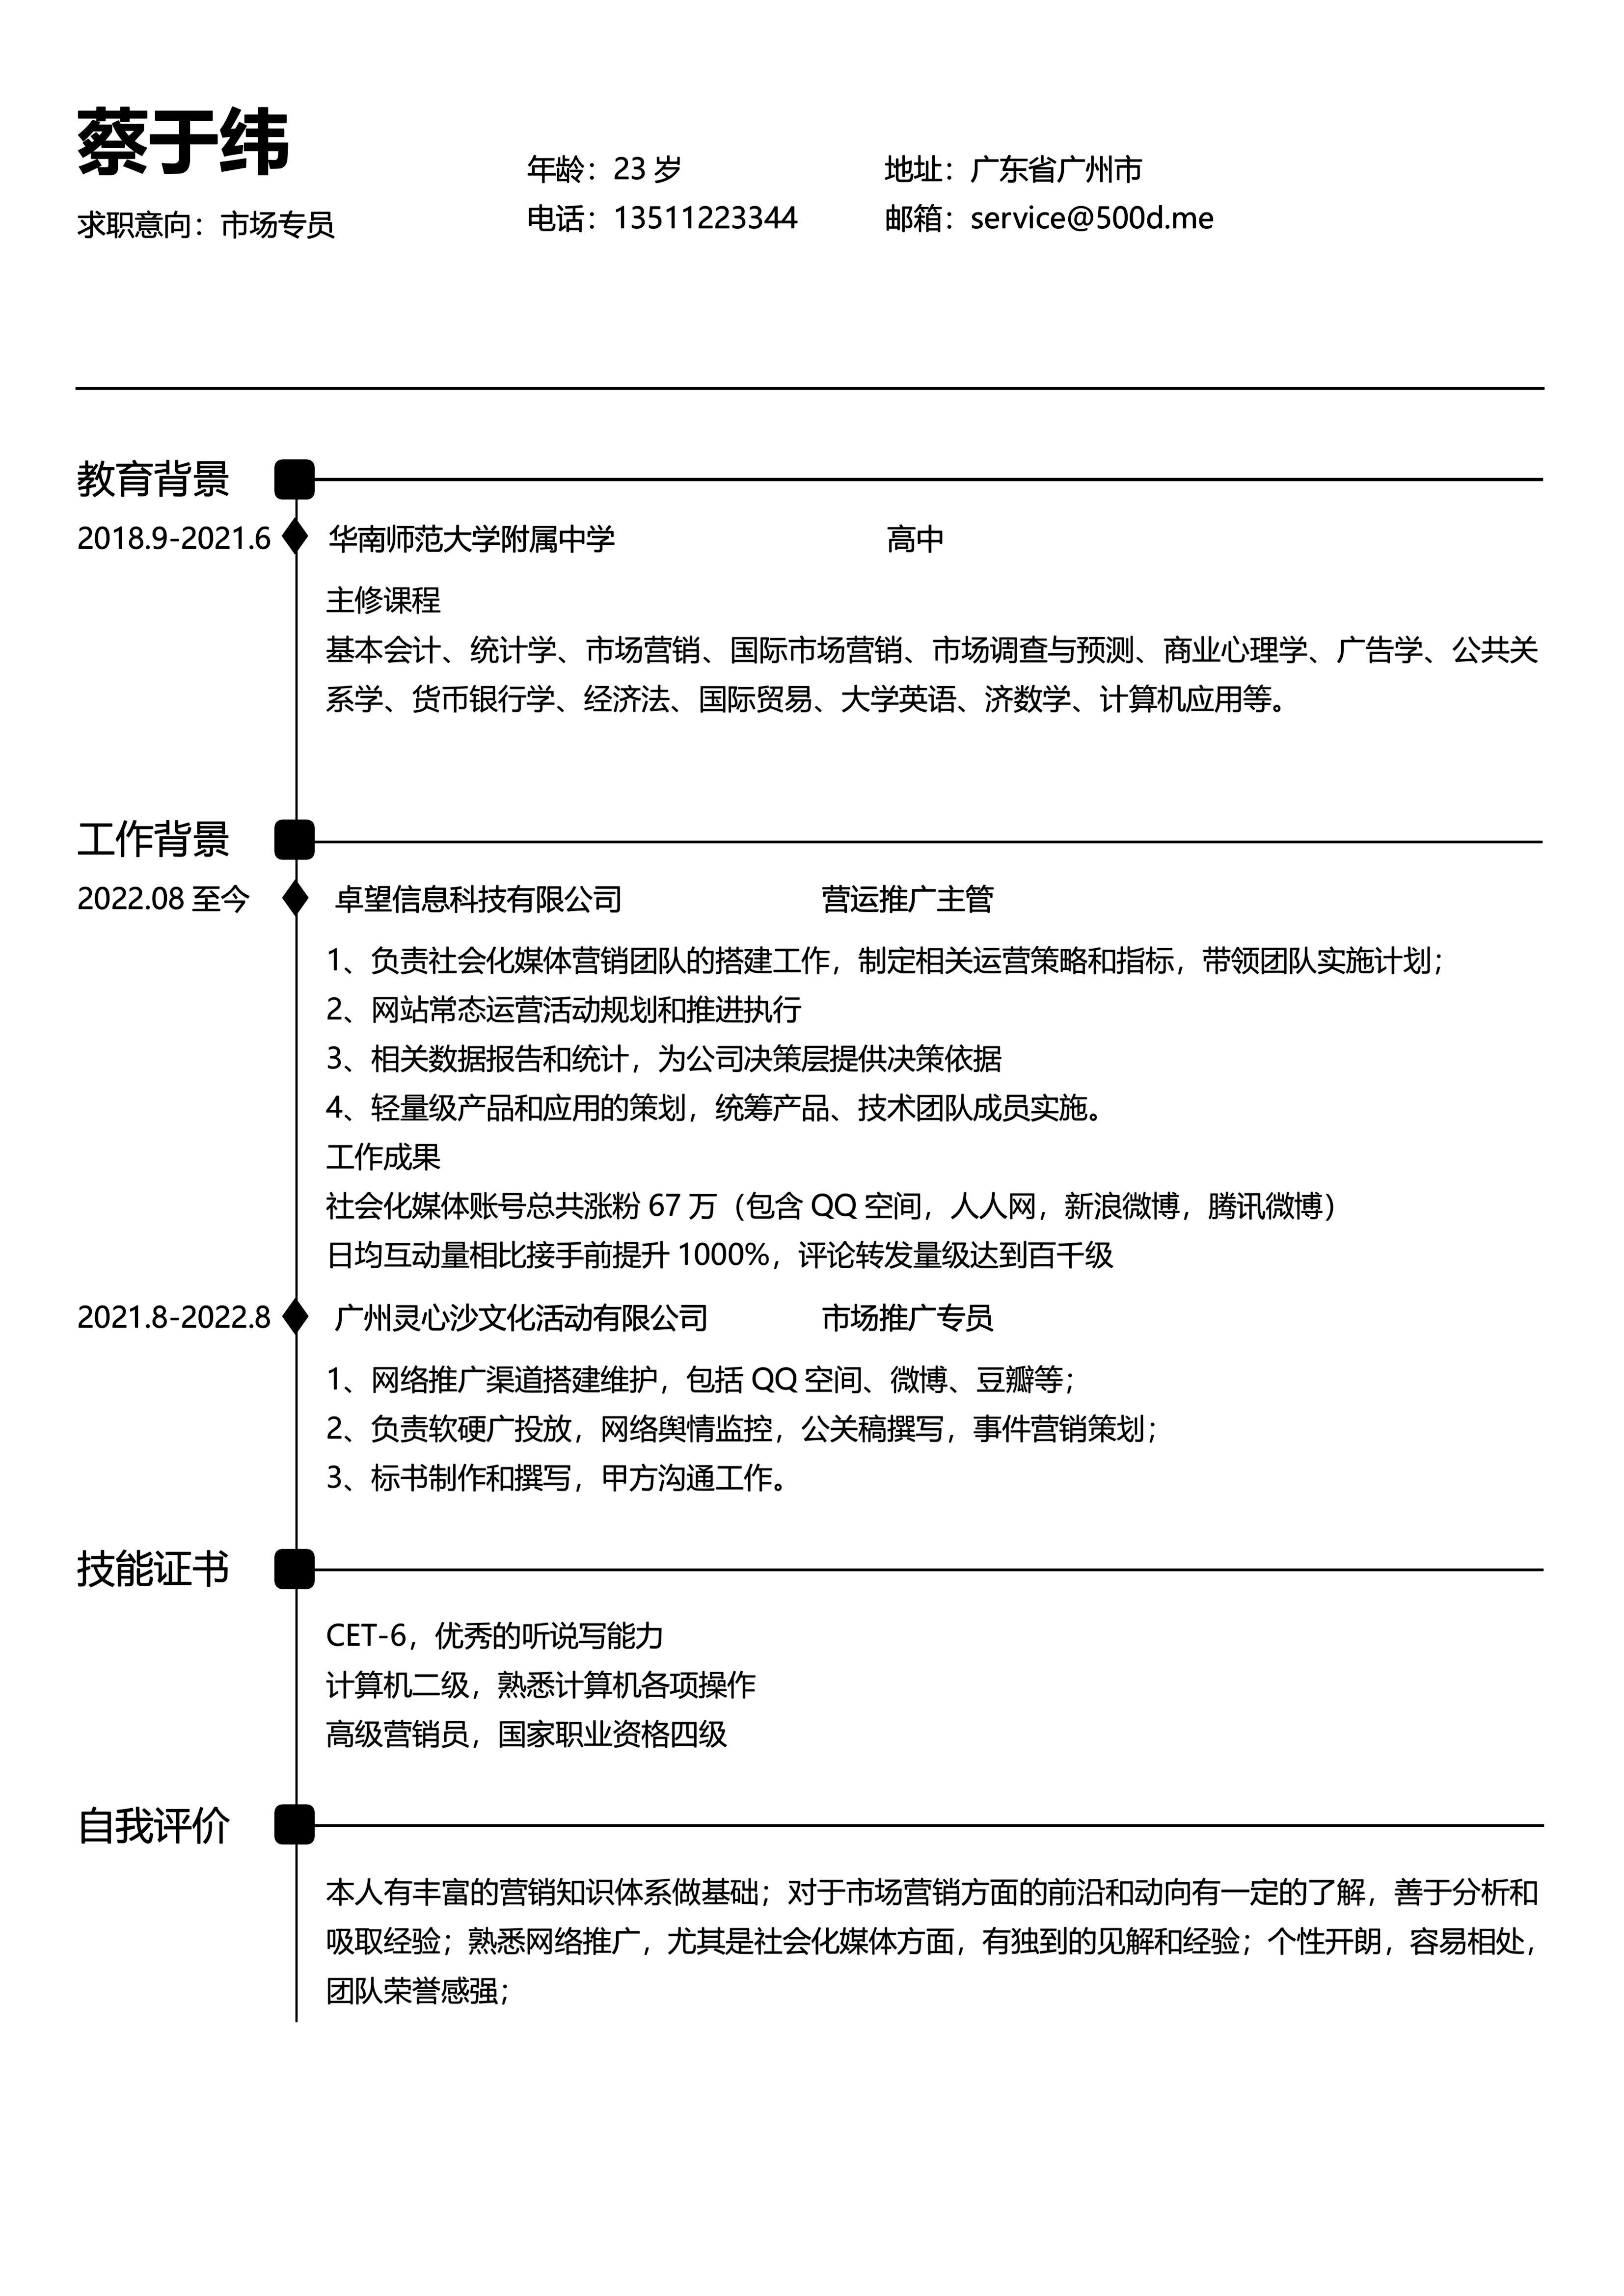 蔡于纬
求职意向：市场专员
年龄：23 岁
地址：广东省广州市
电话：13511223344
邮箱：service@500d.me
教育背景
2018.9-2021.6 华南师范大学附属中学 高中
主修课程
基本会计、统计学、市场营销、国际市场营销、市场调查与预测、商业心理学、广告学、公共关
系学、货币银行学、经济法、国际贸易、大学英语、济数学、计算机应用等。
工作背景
2022.08 至今 卓望信息科技有限公司 营运推广主管
1、负责社会化媒体营销团队的搭建工作，制定相关运营策略和指标，带领团队实施计划；
2、网站常态运营活动规划和推进执行
3、相关数据报告和统计，为公司决策层提供决策依据
4、轻量级产品和应用的策划，统筹产品、技术团队成员实施。
工作成果
社会化媒体账号总共涨粉 67 万（包含 QQ 空间，人人网，新浪微博，腾讯微博）
日均互动量相比接手前提升 1000%，评论转发量级达到百千级
2021.8-2022.8 广州灵心沙文化活动有限公司 市场推广专员
1、网络推广渠道搭建维护，包括 QQ 空间、微博、豆瓣等；
2、负责软硬广投放，网络舆情监控，公关稿撰写，事件营销策划；
3、标书制作和撰写，甲方沟通工作。
技能证书
CET-6，优秀的听说写能力
计算机二级，熟悉计算机各项操作
高级营销员，国家职业资格四级
自我评价
本人有丰富的营销知识体系做基础；对于市场营销方面的前沿和动向有一定的了解，善于分析和
吸取经验；熟悉网络推广，尤其是社会化媒体方面，有独到的见解和经验；个性开朗，容易相处，
团队荣誉感强；